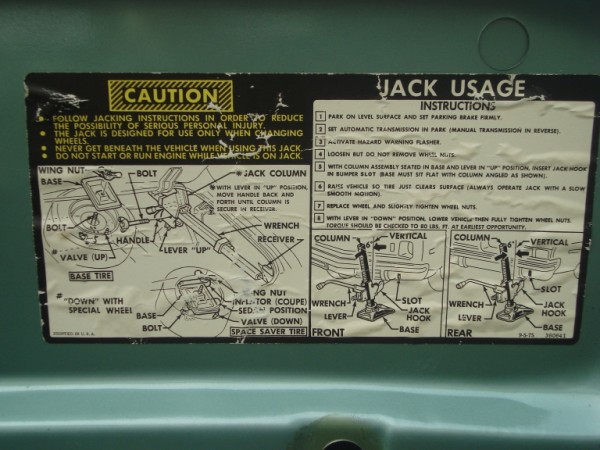 CAUTION
FOLLOW JACKING INSTRUCTIONS IN ORDER TO REDUCE
THE POSSIBILITY OF SERIOUS PERSONAL INJURY.
THE JACK IS DESIGNED FOR USE ONLY WHEN CHANGING
WHEELS.
NEVER GET BENEATH THE VEHICLE WHEN USING THIS JACK.
DO NOT START OR RUN ENGINE WHILE VEHICLE IS ON JACK.
WING NUT
BASE
BOLT
JACK COLUMN
WITH LEVER IN "UP" POSITION,
MOVE HANDLE BACK AND
FORTH UNTIL COLUMN IS
SECURE IN RECEIVER.
WRENCH
RECEIVER
BOLT
HANDLE
LEVER "UP"
VALVE (UP)
BASE TIRE
"DOWN" WITH
SPECIAL WHEEL
WING NUT
INFLATOR (COUPE)
SEDAN POSITION
BASE
BOLT
VALVE (DOWN)
SPACE SAVER TIRE
PRINTED IN U.S.A.
JACK USAGE
INSTRUCTIONS
1 PARK ON LEVEL SURFACE AND SET PARKING BRAKE FIRMLY.
2 SET AUTOMATIC TRANSMISSION IN PARK (MANUAL TRANSMISSION IN REVERSE).
3 ACTIVATE HAZARD WARNING FLASHER.
4 LOOSEN BUT DO NOT REMOVE WHEEL NUTS.
5 WITH COLUMN ASSEMBLY SEATED IN BASE AND LEVER IN "UP" POSITION, INSERT JACK-HOOK
IN BUMPER SLOT (BASE MUST SIT FLAT WITH COLUMN ANGLED AS SHOWN).
6 RAISE VEHICLE SO TIRE JUST CLEARS SURFACE (ALWAYS OPERATE JACK WITH A SLOW
SMOOTH MOTION).
7 REPLACE WHEEL AND SLIGHTLY TIGHTEN WHEEL NUTS.
8 WITH LEVER IN "DOWN" POSITION, LOWER VEHICLE THEN FULLY TIGHTEN WHEEL NUTS.
TORQUE SHOULD BE CHECKED TO 80 LBS. FT. AT EARLIEST OPPORTUNITY.
COLUMN
6°
VERTICAL
WRENCH
LEVER
SLOT
JACK
HOOK
BASE
FRONT
COLUMN
6°
VERTICAL
WRENCH
LEVER
SLOT
JACK
HOOK
BASE
REAR